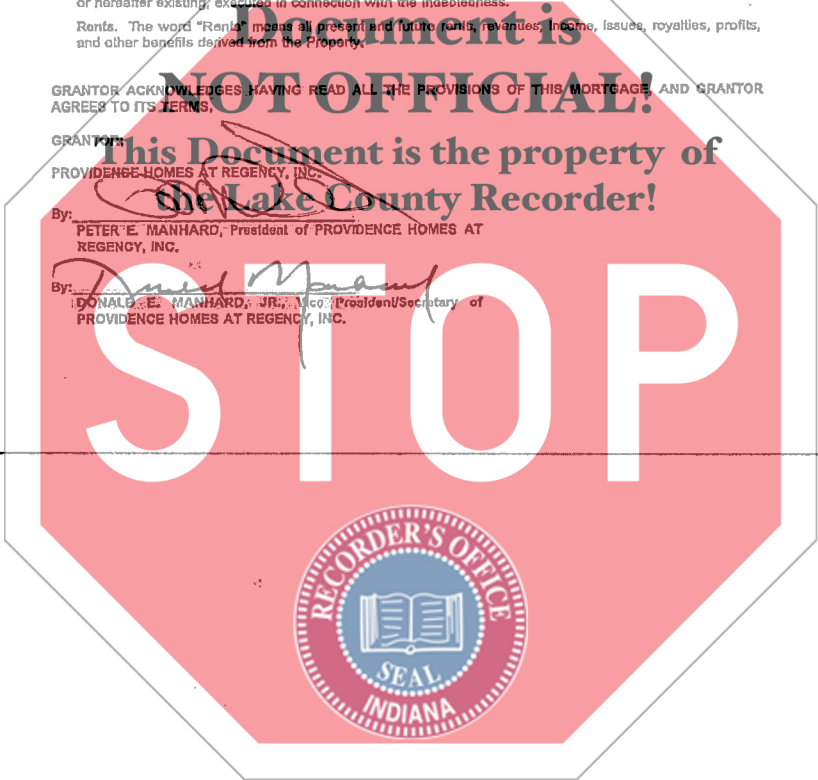 or hereafter existing, executed in connection with the Indebtedness.
Document is
Rents. The word "Rents" means all present and future rents, revenues, income, issues, royalties, profits,
and other benefits derived from the Property.
NOT OFFICIAL!
GRANTOR ACKNOWLEDGES HAVING READ ALL THE PROVISIONS OF THIS MORTGAGE, AND GRANTOR
AGREES TO ITS TERMS.
GRANTOR:
This Document is the property of
PROVIDENCE HOMES AT REGENCY, INC.
the Lake County Recorder!
By:
PETER E. MANHARD, President of PROVIDENCE HOMES AT
REGENCY, INC.
By:
DONALD E. MANHARD, JR., Vice President/Secretary of
PROVIDENCE HOMES AT REGENCY, INC.
STOP
RECORDER'S OFFICE
SEAL
INDIANA